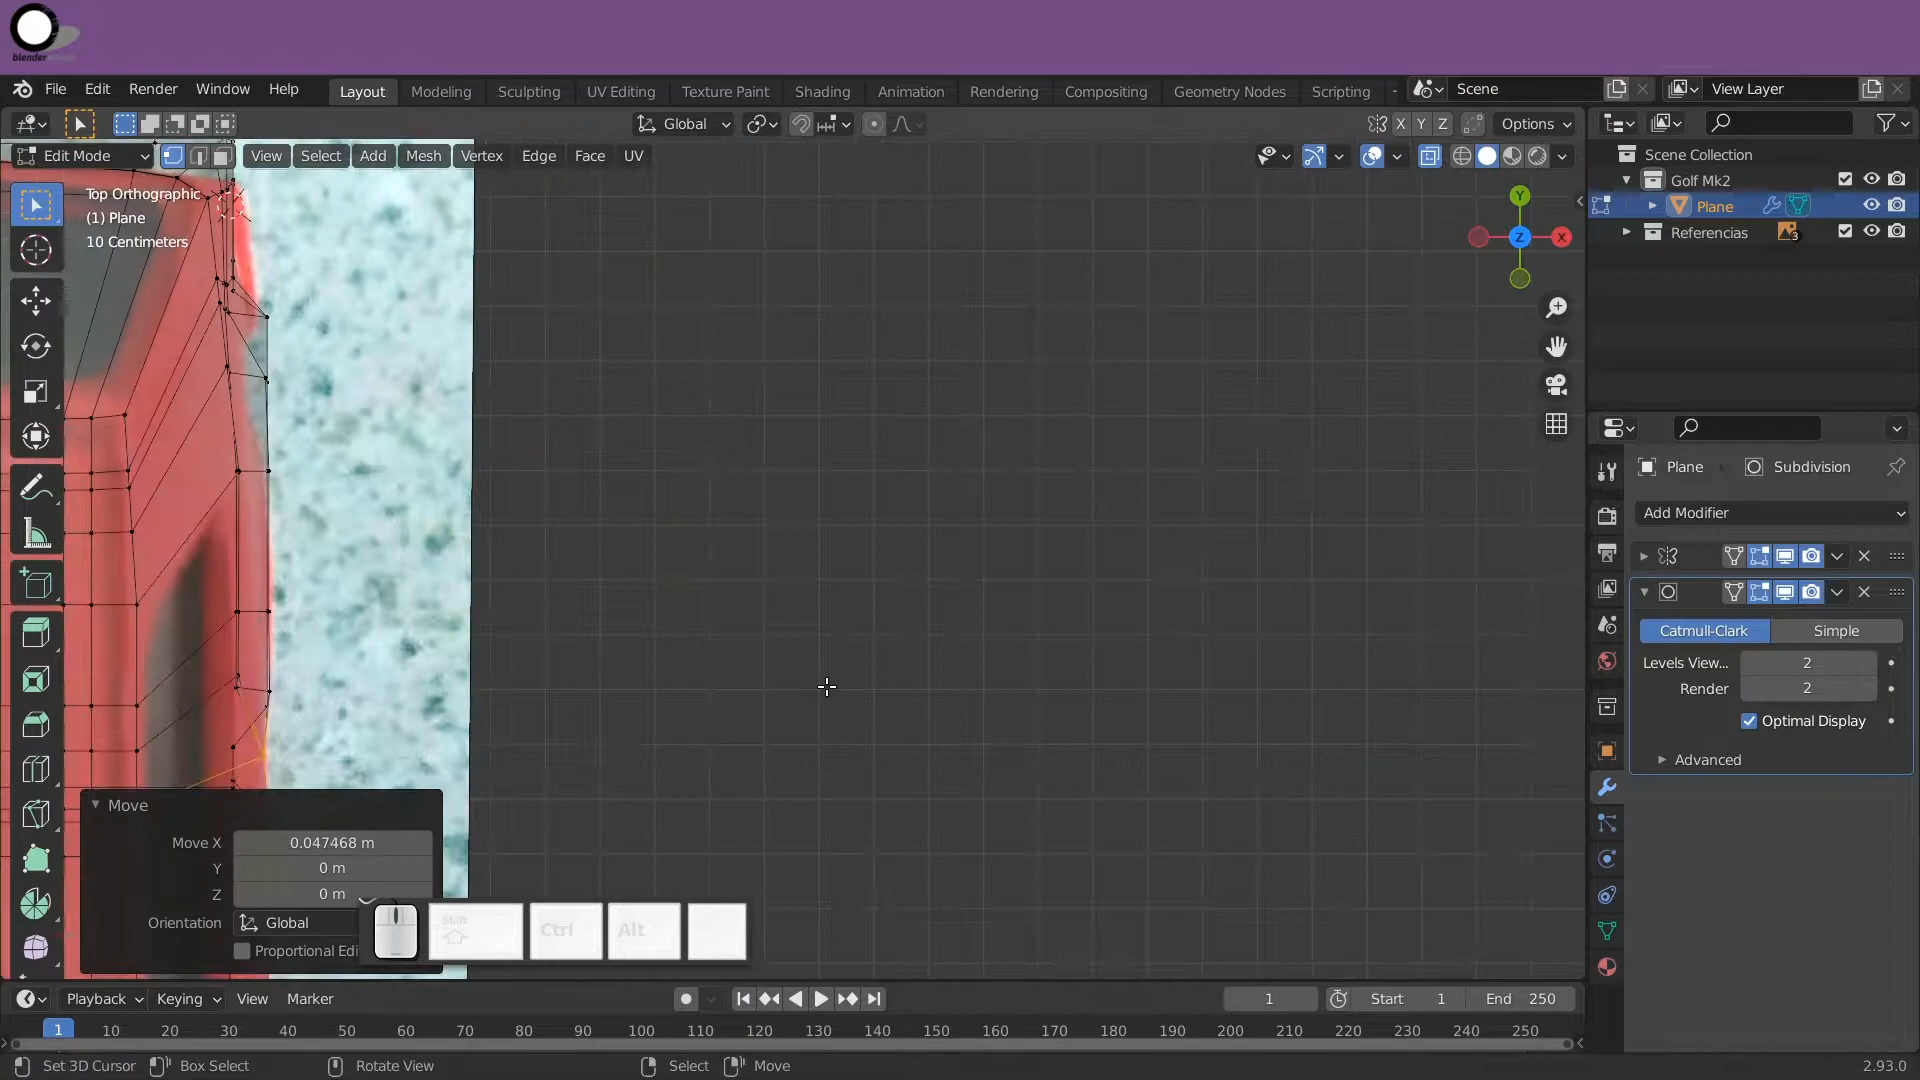 blender
File Edit Render Window Help Layout Modeling Sculpting UV Editing Texture Paint Shading Animation Rendering Compositing Geometry Nodes Scripting Scene View Layer
Global X Y Z Options
Edit Mode View Select Add Mesh Vertex Edge Face UV
Top Orthographic
(1) Plane
10 Centimeters
Y
Z
X
Scene Collection
Golf Mk2
Plane
Referencias 3
Plane Subdivision
Add Modifier
Catmull-Clark Simple
Levels View... 2
Render 2
Optimal Display
Advanced
Move
Move X 0.047468 m
Y 0 m
Z 0 m
Orientation Global
Proportional Edi
Shift Ctrl Alt
Playback Keying View Marker 1 Start 1 End 250
1 10 20 30 40 50 60 70 80 90 100 110 120 130 140 150 160 170 180 190 200 210 220 230 240 250
Set 3D Cursor Box Select Rotate View Select Move 2.93.0